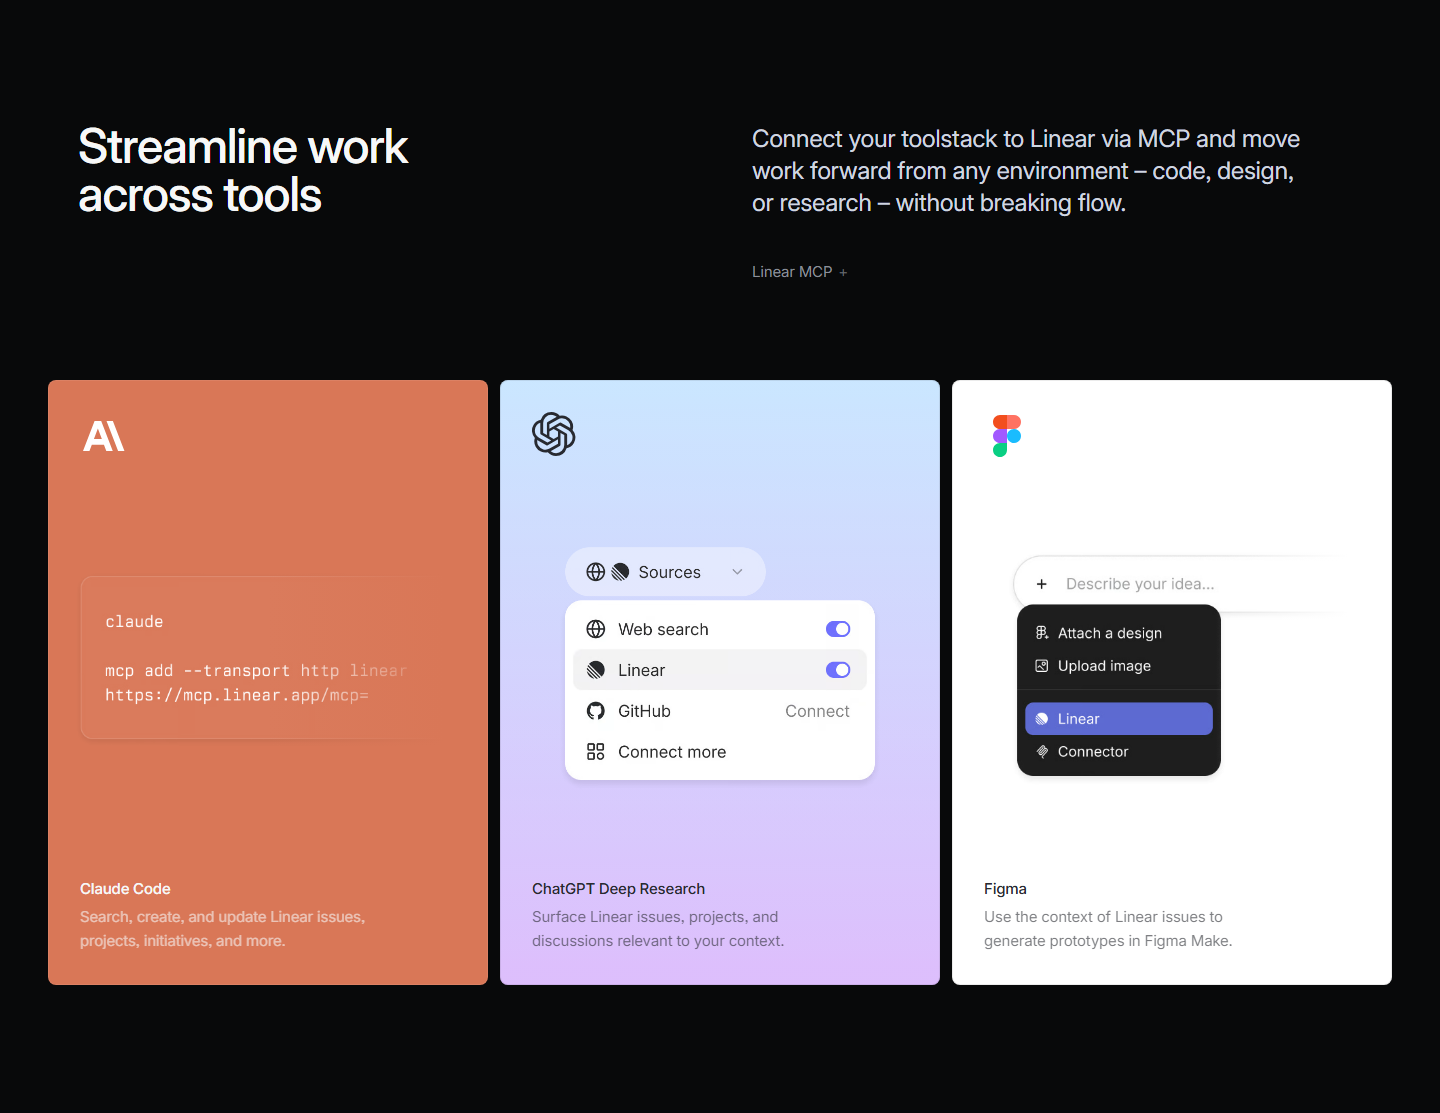 Streamline work
across tools
Connect your toolstack to Linear via MCP and move
work forward from any environment – code, design,
or research – without breaking flow.
Linear MCP +
claude
mcp add --transport http linear
https://mcp.linear.app/mcp=
Claude Code
Search, create, and update Linear issues,
projects, initiatives, and more.
Sources
Web search
Linear
GitHub Connect
Connect more
ChatGPT Deep Research
Surface Linear issues, projects, and
discussions relevant to your context.
+ Describe your idea...
Attach a design
Upload image
Linear
Connector
Figma
Use the context of Linear issues to
generate prototypes in Figma Make.